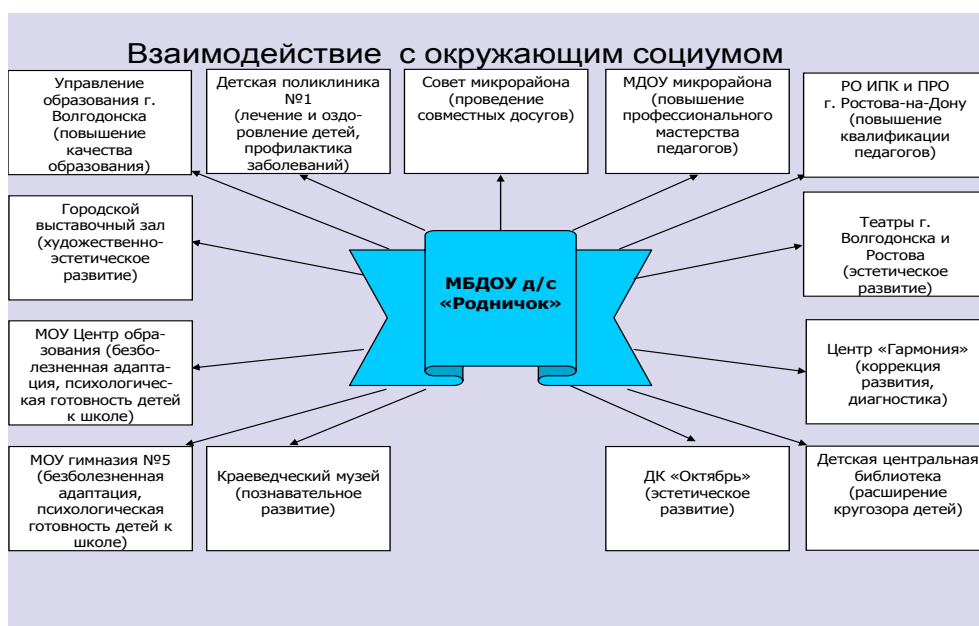 Взаимодействие с окружающим социумом
Управление
образования г.
Волгодонска
(повышение
качества
образования)
Детская поликлиника
№1
(лечение и оздо-
ровление детей,
профилактика
заболеваний)
Совет микрорайона
(проведение
совместных досугов)
МДОУ микрорайона
(повышение
профессионального
мастерства
педагогов)
РО ИПК и ПРО
г. Ростова-на-Дону
(повышение
квалификации
педагогов)
Городской
выставочный зал
(художественно-
эстетическое
развитие)
МБДОУ д/с
«Родничок»
Театры г.
Волгодонска и
Ростова
(эстетическое
развитие)
МОУ Центр обра-
зования (безбо-
лезненная адапта-
ция, психологичес-
кая готовность детей
к школе)
Центр «Гармония»
(коррекция
развития,
диагностика)
МОУ гимназия №5
(безболезненная
адаптация,
психологическая
готовность детей к
школе)
Краеведческий музей
(познавательное
развитие)
ДК «Октябрь»
(эстетическое
развитие)
Детская центральная
библиотека
(расширение
кругозора детей)